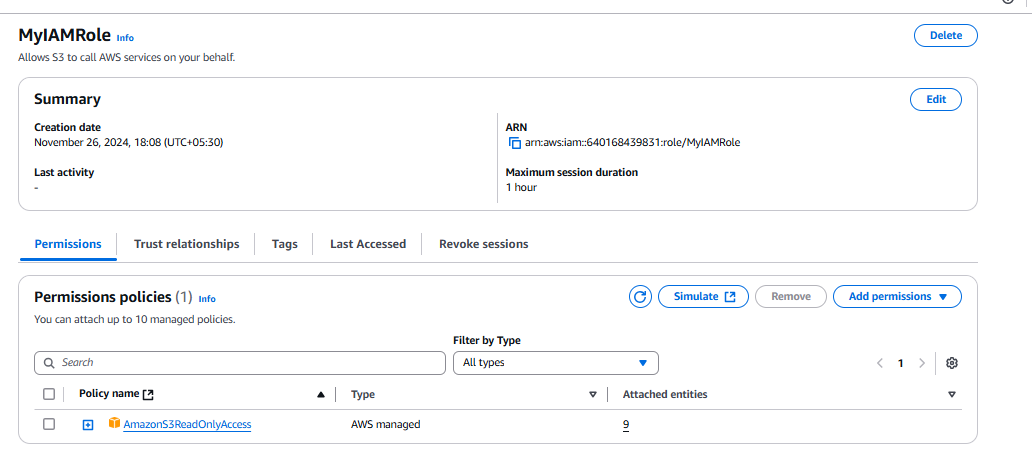 MyIAMRole Info
Delete
Allows S3 to call AWS services on your behalf.
Summary
Edit
Creation date
November 26, 2024, 18:08 (UTC+05:30)
ARN
arn:aws:iam::640168439831:role/MyIAMRole
Last activity
-
Maximum session duration
1 hour
Permissions
Trust relationships
Tags
Last Accessed
Revoke sessions
Permissions policies (1) Info
Simulate
Remove
Add permissions
You can attach up to 10 managed policies.
Filter by Type
Search
All types
1
Policy name
Type
Attached entities
AmazonS3ReadOnlyAccess
AWS managed
9